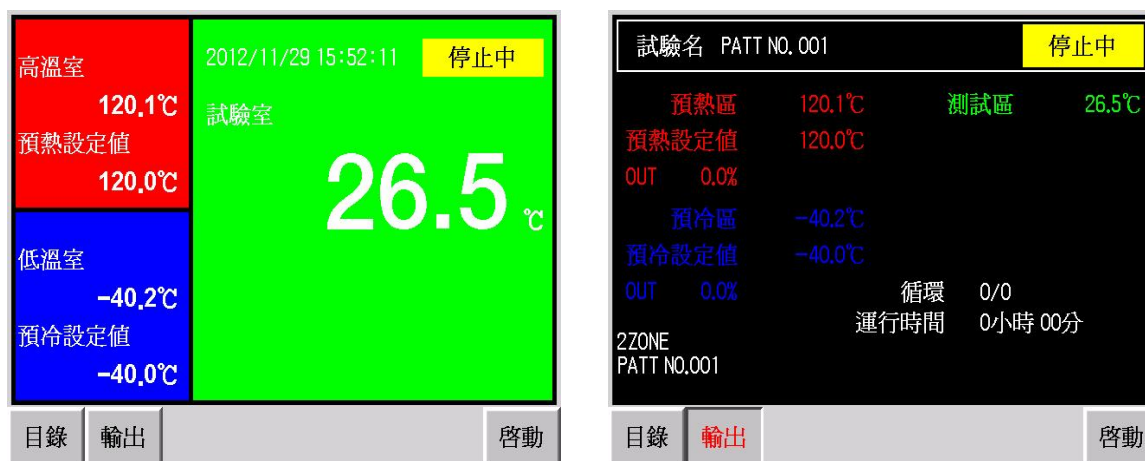 高溫室
120.1℃
預熱設定值
120.0℃
低溫室
-40.2℃
預冷設定值
-40.0℃
2012/11/29 15:52:11 停止中
試驗室
26.5 ℃
目錄 輸出 啓動
試驗名 PATT NO.001 停止中
預熱區 120.1℃ 測試區 26.5℃
預熱設定值 120.0℃
OUT 0.0%
預冷區 -40.2℃
預冷設定值 -40.0℃
OUT 0.0%
循環 0/0
運行時間 0小時 00分
2ZONE
PATT NO.001
目錄 輸出 啓動